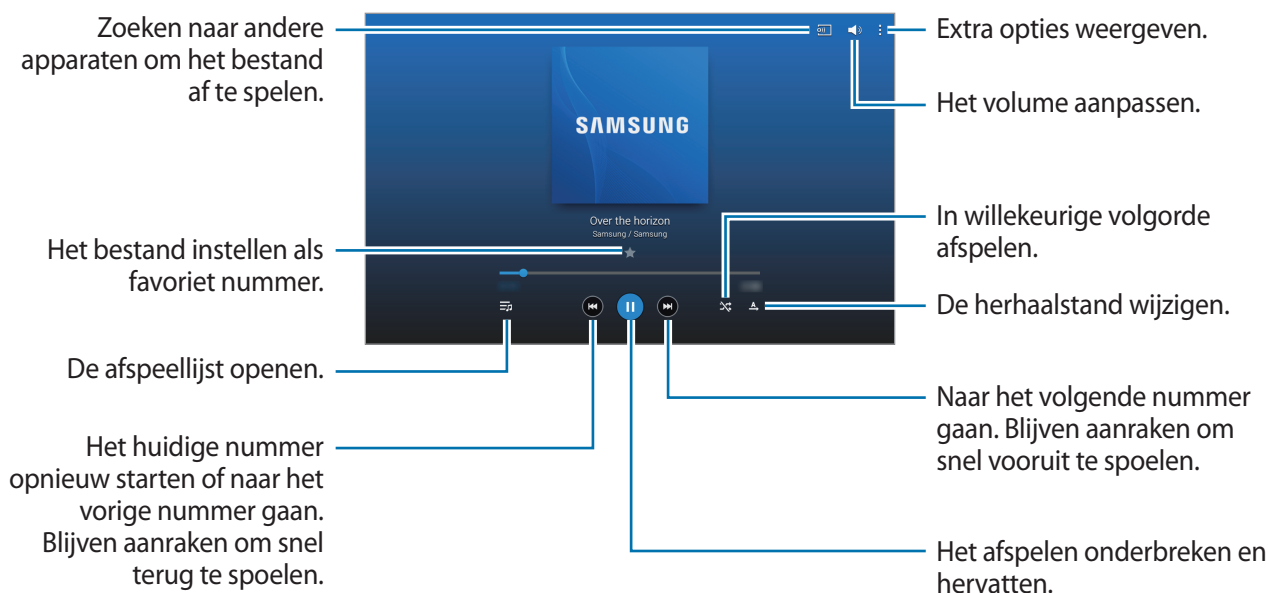 Zoeken naar andere
apparaten om het bestand
af te spelen.
Het bestand instellen als
favoriet nummer.
De afspeellijst openen.
Het huidige nummer
opnieuw starten of naar het
vorige nummer gaan.
Blijven aanraken om snel
terug te spoelen.
SAMSUNG
Over the horizon
Samsung / Samsung
A
Extra opties weergeven.
Het volume aanpassen.
In willekeurige volgorde
afspelen.
De herhaalstand wijzigen.
Naar het volgende nummer
gaan. Blijven aanraken om
snel vooruit te spoelen.
Het afspelen onderbreken en
hervatten.